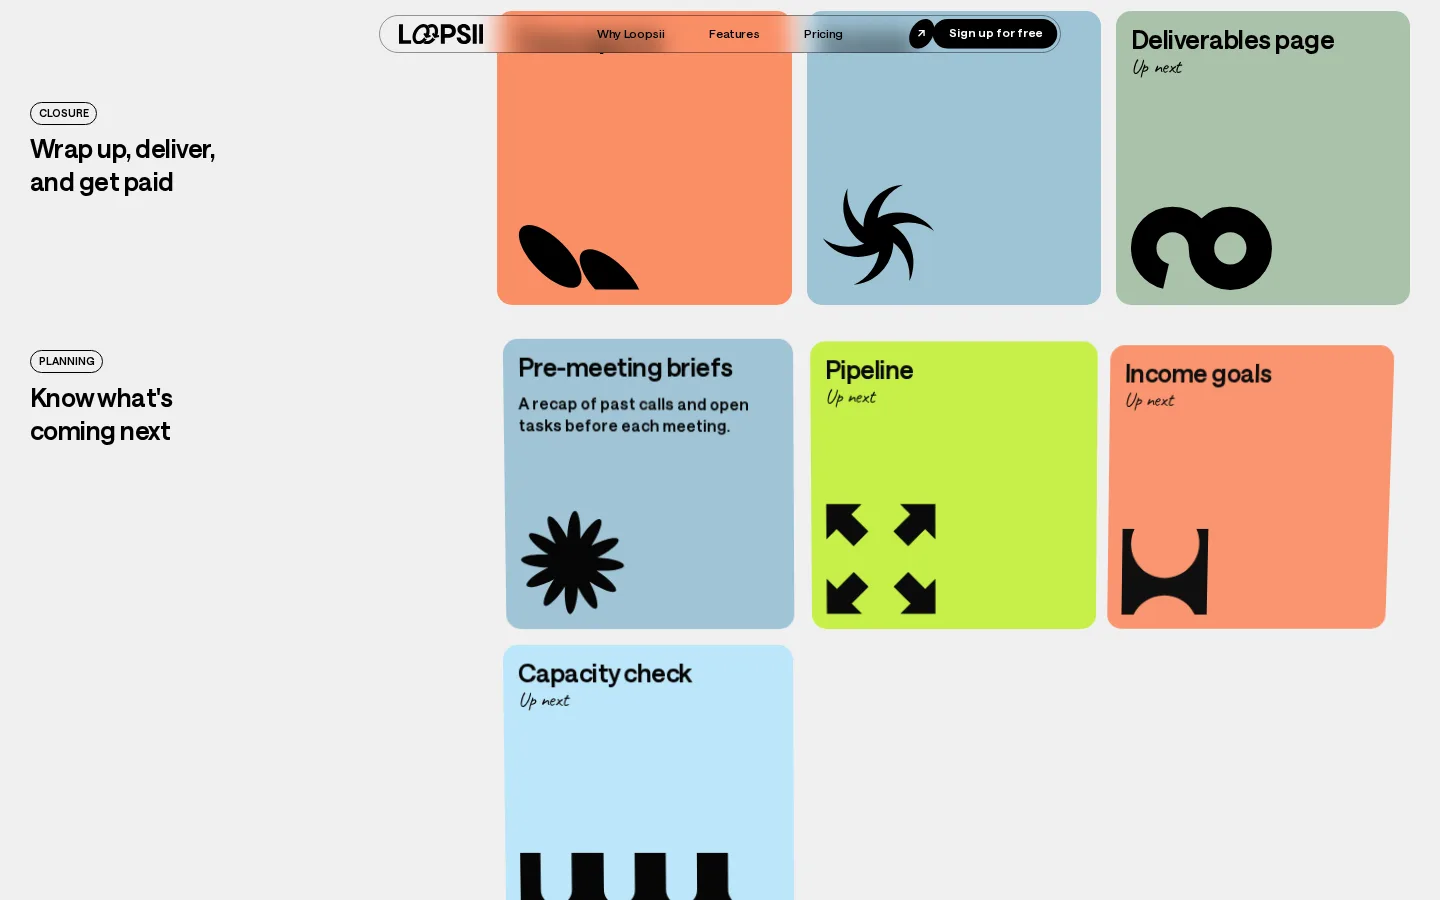 LOOPSII
Why Loopsii
Features
Pricing
Sign up for free
Deliverables page
Up next
CLOSURE
Wrap up, deliver,
and get paid
PLANNING
Know what's
coming next
Pre-meeting briefs
A recap of past calls and open
tasks before each meeting.
Pipeline
Up next
Income goals
Up next
Capacity check
Up next